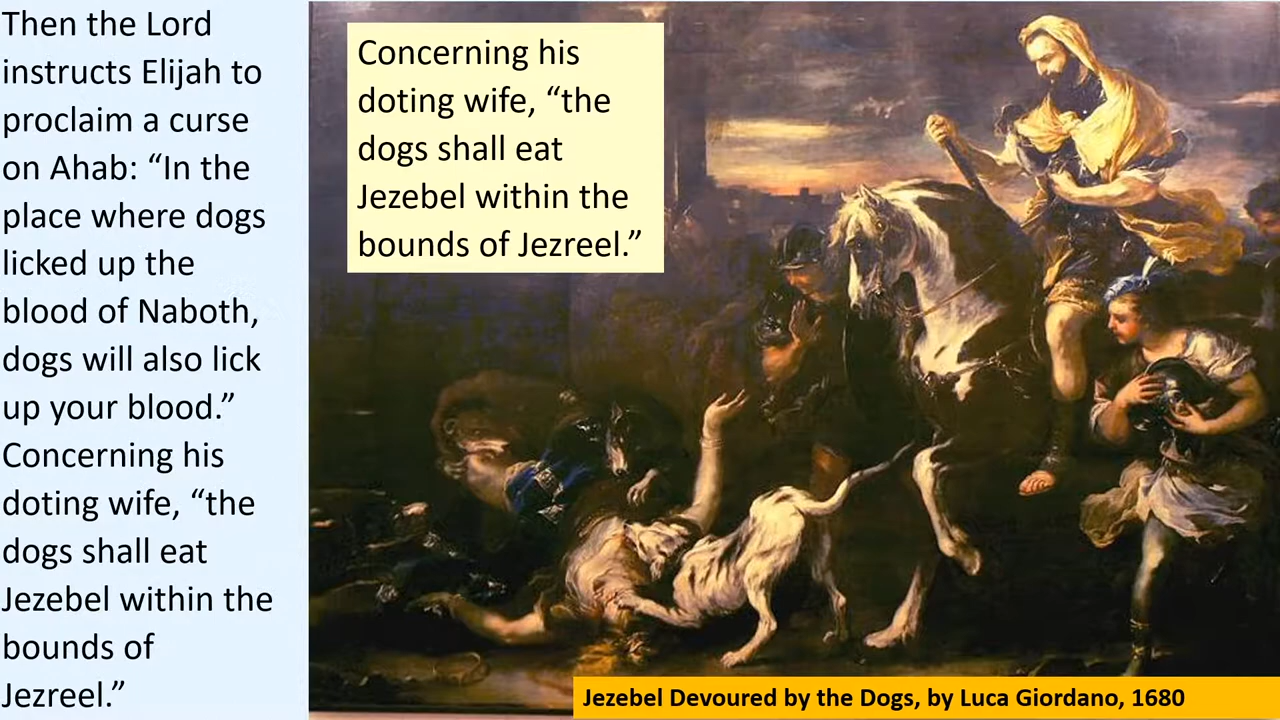 Then the Lord
instructs Elijah to
proclaim a curse
on Ahab: “In the
place where dogs
licked up the
blood of Naboth,
dogs will also lick
up your blood.”
Concerning his
doting wife, “the
dogs shall eat
Jezebel within the
bounds of
Jezreel.”
Concerning his
doting wife, “the
dogs shall eat
Jezebel within the
bounds of Jezreel.”
Jezebel Devoured by the Dogs, by Luca Giordano, 1680